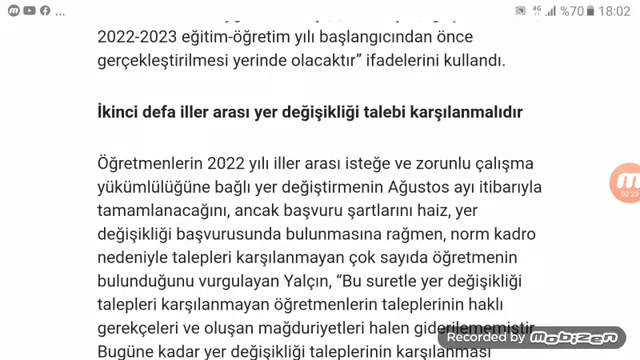 %70 18:02
2022-2023 eğitim-öğretim yılı başlangıcından önce
gerçekleştirilmesi yerinde olacaktır” ifadelerini kullandı.
İkinci defa iller arası yer değişikliği talebi karşılanmalıdır
Öğretmenlerin 2022 yılı iller arası isteğe ve zorunlu çalışma
yükümlülüğüne bağlı yer değiştirmenin Ağustos ayı itibarıyla
tamamlanacağını, ancak başvuru şartlarını haiz, yer
değişikliği başvurusunda bulunmasına rağmen, norm kadro
nedeniyle talepleri karşılanmayan çok sayıda öğretmenin
bulunduğunu vurgulayan Yalçın, “Bu suretle yer değişikliği
talepleri karşılanmayan öğretmenlerin taleplerinin haklı
gerekçeleri ve oluşan mağduriyetleri halen giderilememiştir.
Bugüne kadar yer değişikliği taleplerinin karşılanması
02:23
Recorded by mobizen